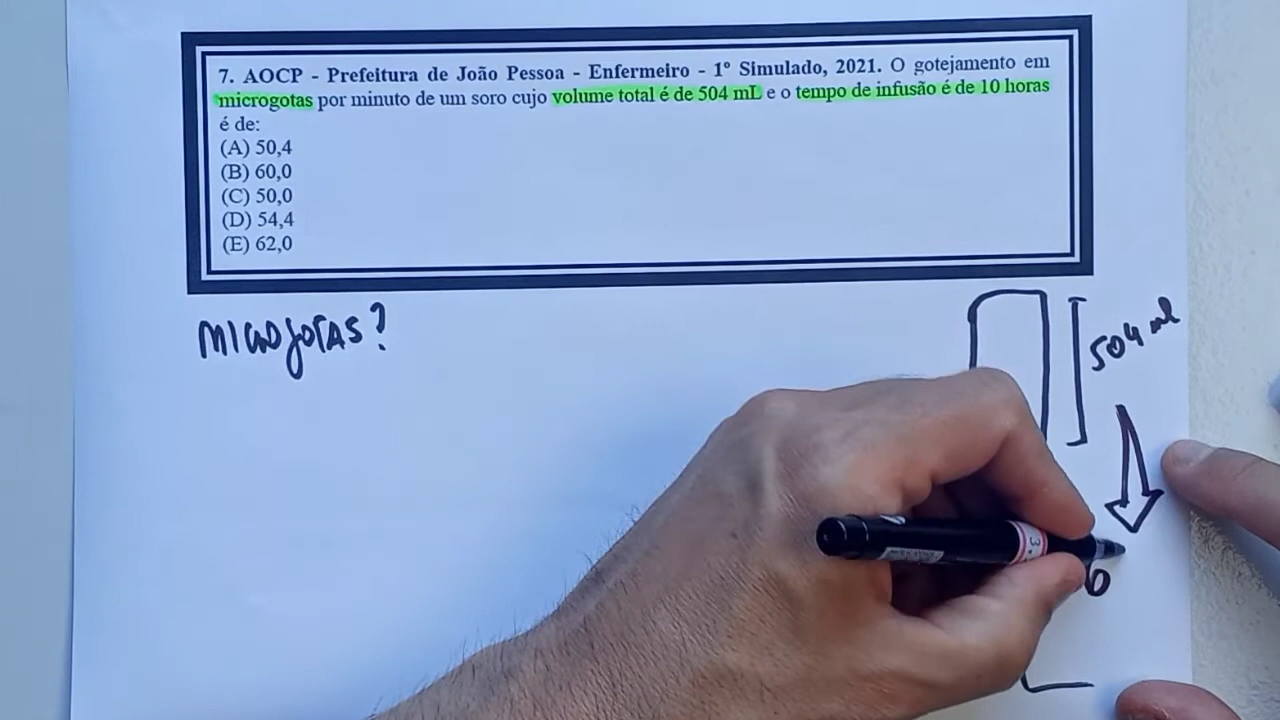 7. AOCP - Prefeitura de João Pessoa - Enfermeiro - 1º Simulado, 2021. O gotejamento em
microgotas por minuto de um soro cujo volume total é de 504 mL e o tempo de infusão é de 10 horas
é de:
(A) 50,4
(B) 60,0
(C) 50,0
(D) 54,4
(E) 62,0
MICROGOTAS?
504 ml